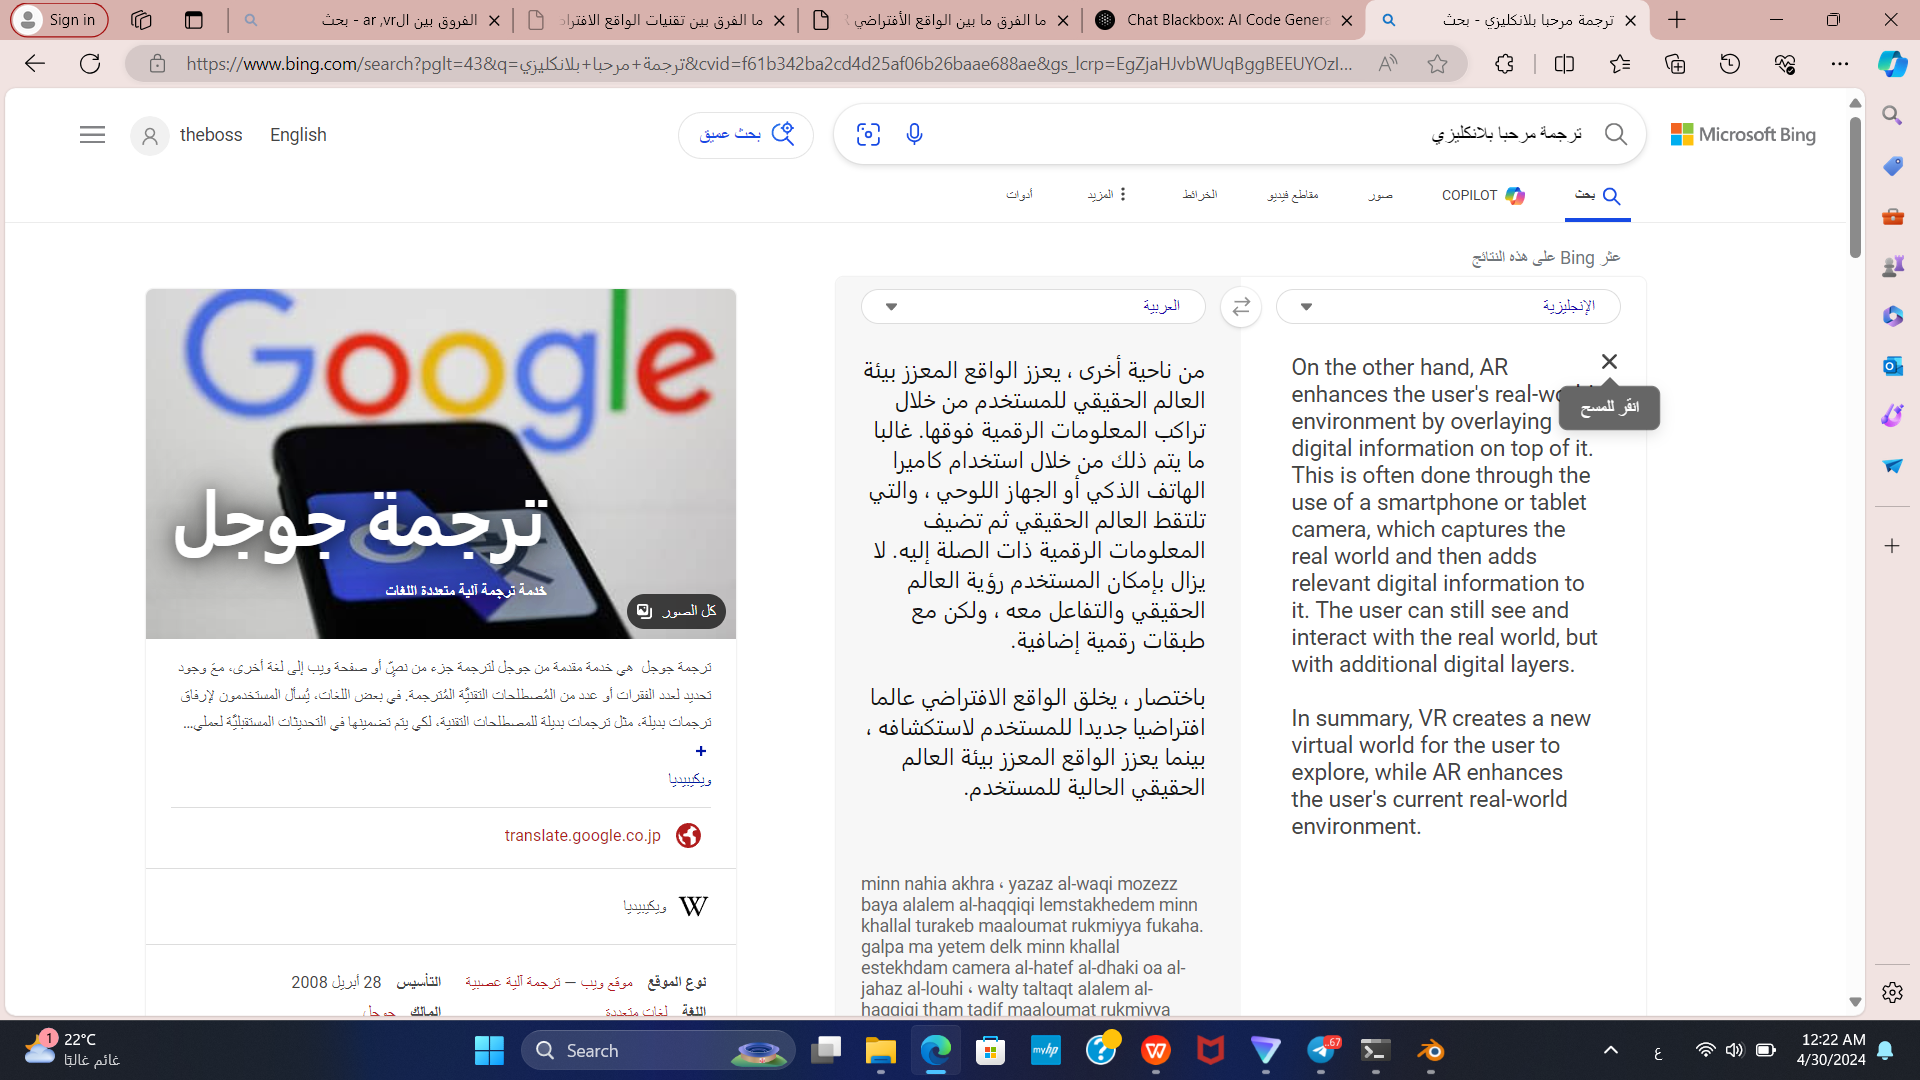 Sign in
الفروق بين الar ,vr - بحث
ما الفرق بين تقنيات الواقع الافترا
ما الفرق ما بين الواقع الأفتراضي
Chat Blackbox: AI Code Genera
ترجمة مرحبا بلانكليزي - بحث
https://www.bing.com/search?pglt=43&q=ترجمة+مرحبا+بلانكليزي&cvid=f61b342ba2cd4d25af06b26baae688ae&gs_lcrp=EgZjaHJvbWUqBggBEEUYOzI...
theboss
English
بحث عميق
ترجمة مرحبا بلانكليزي
Microsoft Bing
بحث
COPILOT
صور
مقاطع فيديو
الخرائط
المزيد
أدوات
عثر Bing على هذه النتائج
الإنجليزية
العربية
On the other hand, AR
enhances the user's real-wo
environment by overlaying
digital information on top of it.
This is often done through the
use of a smartphone or tablet
camera, which captures the
real world and then adds
relevant digital information to
it. The user can still see and
interact with the real world, but
with additional digital layers.
In summary, VR creates a new
virtual world for the user to
explore, while AR enhances
the user's current real-world
environment.
انقر للمسح
من ناحية أخرى ، يعزز الواقع المعزز بيئة
العالم الحقيقي للمستخدم من خلال
تراكب المعلومات الرقمية فوقها. غالبا
ما يتم ذلك من خلال استخدام كاميرا
الهاتف الذكي أو الجهاز اللوحي ، والتي
تلتقط العالم الحقيقي ثم تضيف
المعلومات الرقمية ذات الصلة إليه. لا
يزال بإمكان المستخدم رؤية العالم
الحقيقي والتفاعل معه ، ولكن مع
طبقات رقمية إضافية.
باختصار ، يخلق الواقع الافتراضي عالما
افتراضيا جديدا للمستخدم لاستكشافه ،
بينما يعزز الواقع المعزز بيئة العالم
الحقيقي الحالية للمستخدم.
minn nahia akhra ، yazaz al-waqi mozezz
baya alalem al-haqqiqi lemstakhedem minn
khallal turakeb maaloumat rukmiyya fukaha.
galpa ma yetem delk minn khallal
estekhdam camera al-hatef al-dhaki oa al-
jahaz al-louhi ، walty taltaqt alalem al-
haqqiqi tham tadif maaloumat rukmiyya
Google
ترجمة جوجل
خدمة ترجمة آلية متعددة اللغات
كل الصور
ترجمة جوجل هي خدمة مقدمة من جوجل لترجمة جزء من نصٍّ أو صفحة ويب إلى لغة أخرى، معَ وجود
تحديد لعدد الفقرات أو عدد من المُصطلحات التقنيَّة المُترجمة. في بعض اللغات، يُسأل المستخدمون لإرفاق
ترجمات بديلة، مثل ترجمات بديلة للمصطلحات التقنية، لكي يتم تضمينها في التحديثات المستقبليَّة لعملي...
+
ويكيبيديا
translate.google.co.jp
W ويكيبيديا
نوع الموقع موقع ويب — ترجمة آلية عصبية التأسيس 28 أبريل 2008
اللغة لغات متعددة المالك جوجل
1
22°C
غائم غالبًا
Search
myhp
67
ع
12:22 AM
4/30/2024